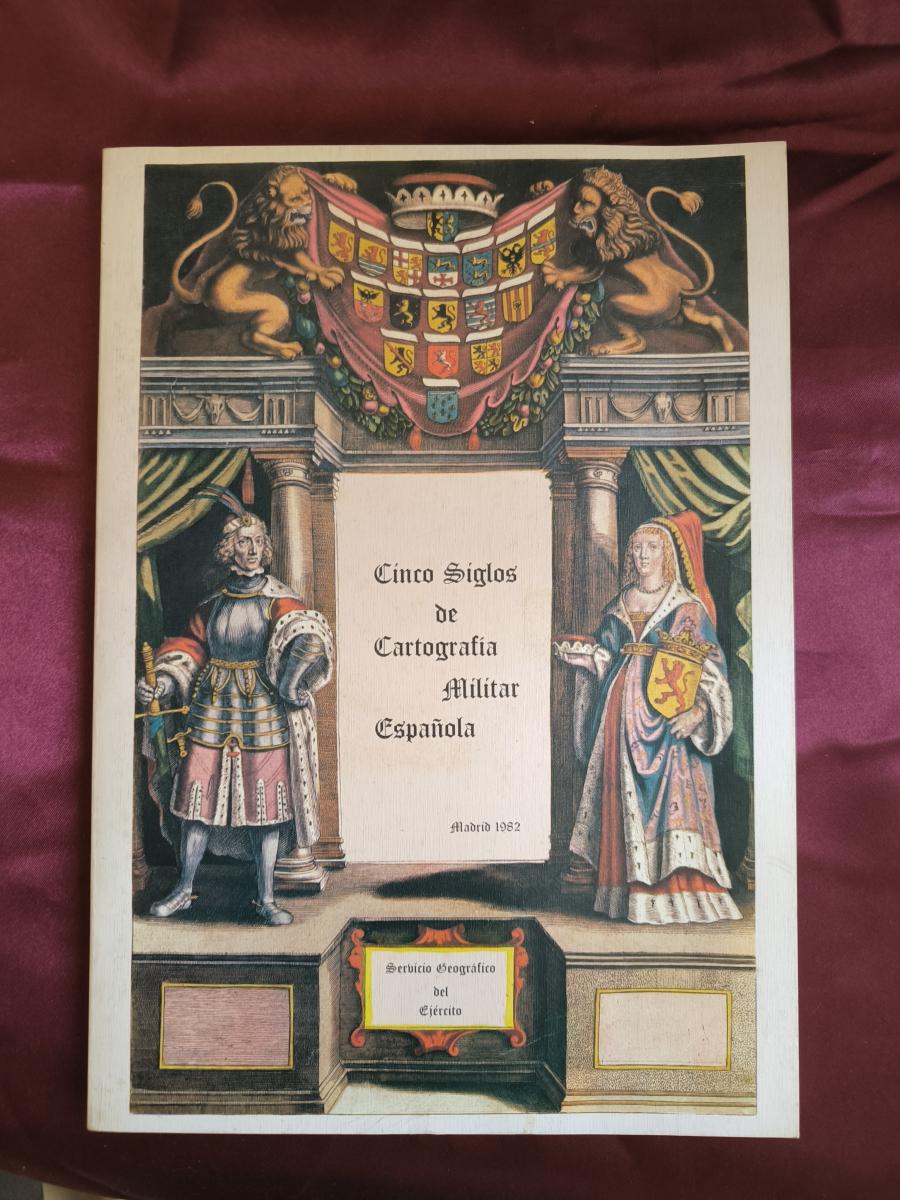 Cinco Siglos
de
Cartografia
Militar
Española
Madrid 1982
Servicio Geográfico
del
Ejército